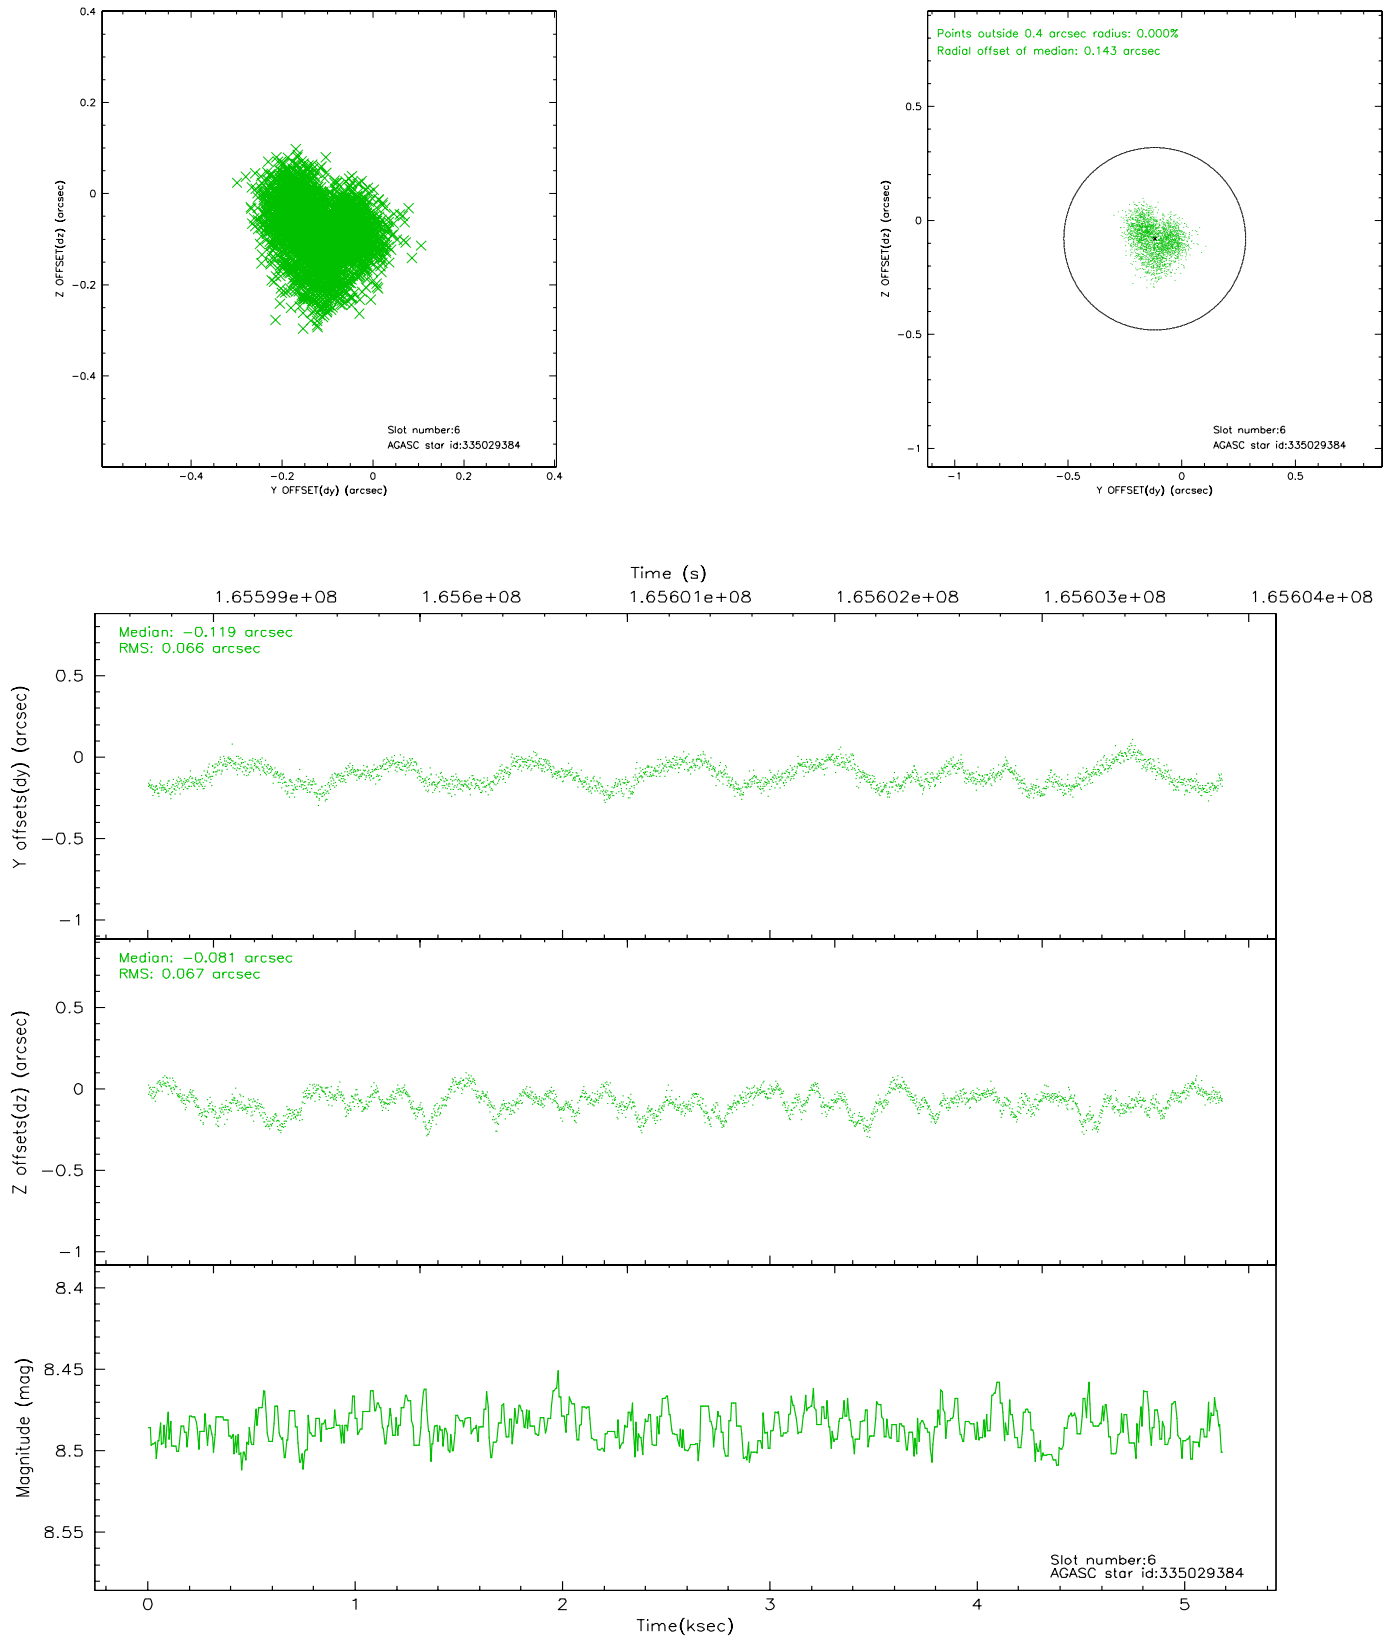 0.4
0.2
0
−0.2
−0.4
Z OFFSET(dz) (arcsec)
Slot number:6
AGASC star id:335029384
−0.4 −0.2 0 0.2 0.4
Y OFFSET(dy) (arcsec)
Points outside 0.4 arcsec radius: 0.000%
Radial offset of median: 0.143 arcsec
0.5
0
−0.5
−1
Z OFFSET(dz) (arcsec)
Slot number:6
AGASC star id:335029384
−1 −0.5 0 0.5
Y OFFSET(dy) (arcsec)
Time (s)
1.65599e+08 1.656e+08 1.65601e+08 1.65602e+08 1.65603e+08 1.65604e+08
Median: −0.119 arcsec
RMS: 0.066 arcsec
0.5
0
−0.5
−1
Y offsets(dy) (arcsec)
Median: −0.081 arcsec
RMS: 0.067 arcsec
0.5
0
−0.5
−1
Z offsets(dz) (arcsec)
8.4
8.45
8.5
8.55
Magnitude (mag)
Slot number:6
AGASC star id:335029384
0 1 2 3 4 5
Time(ksec)